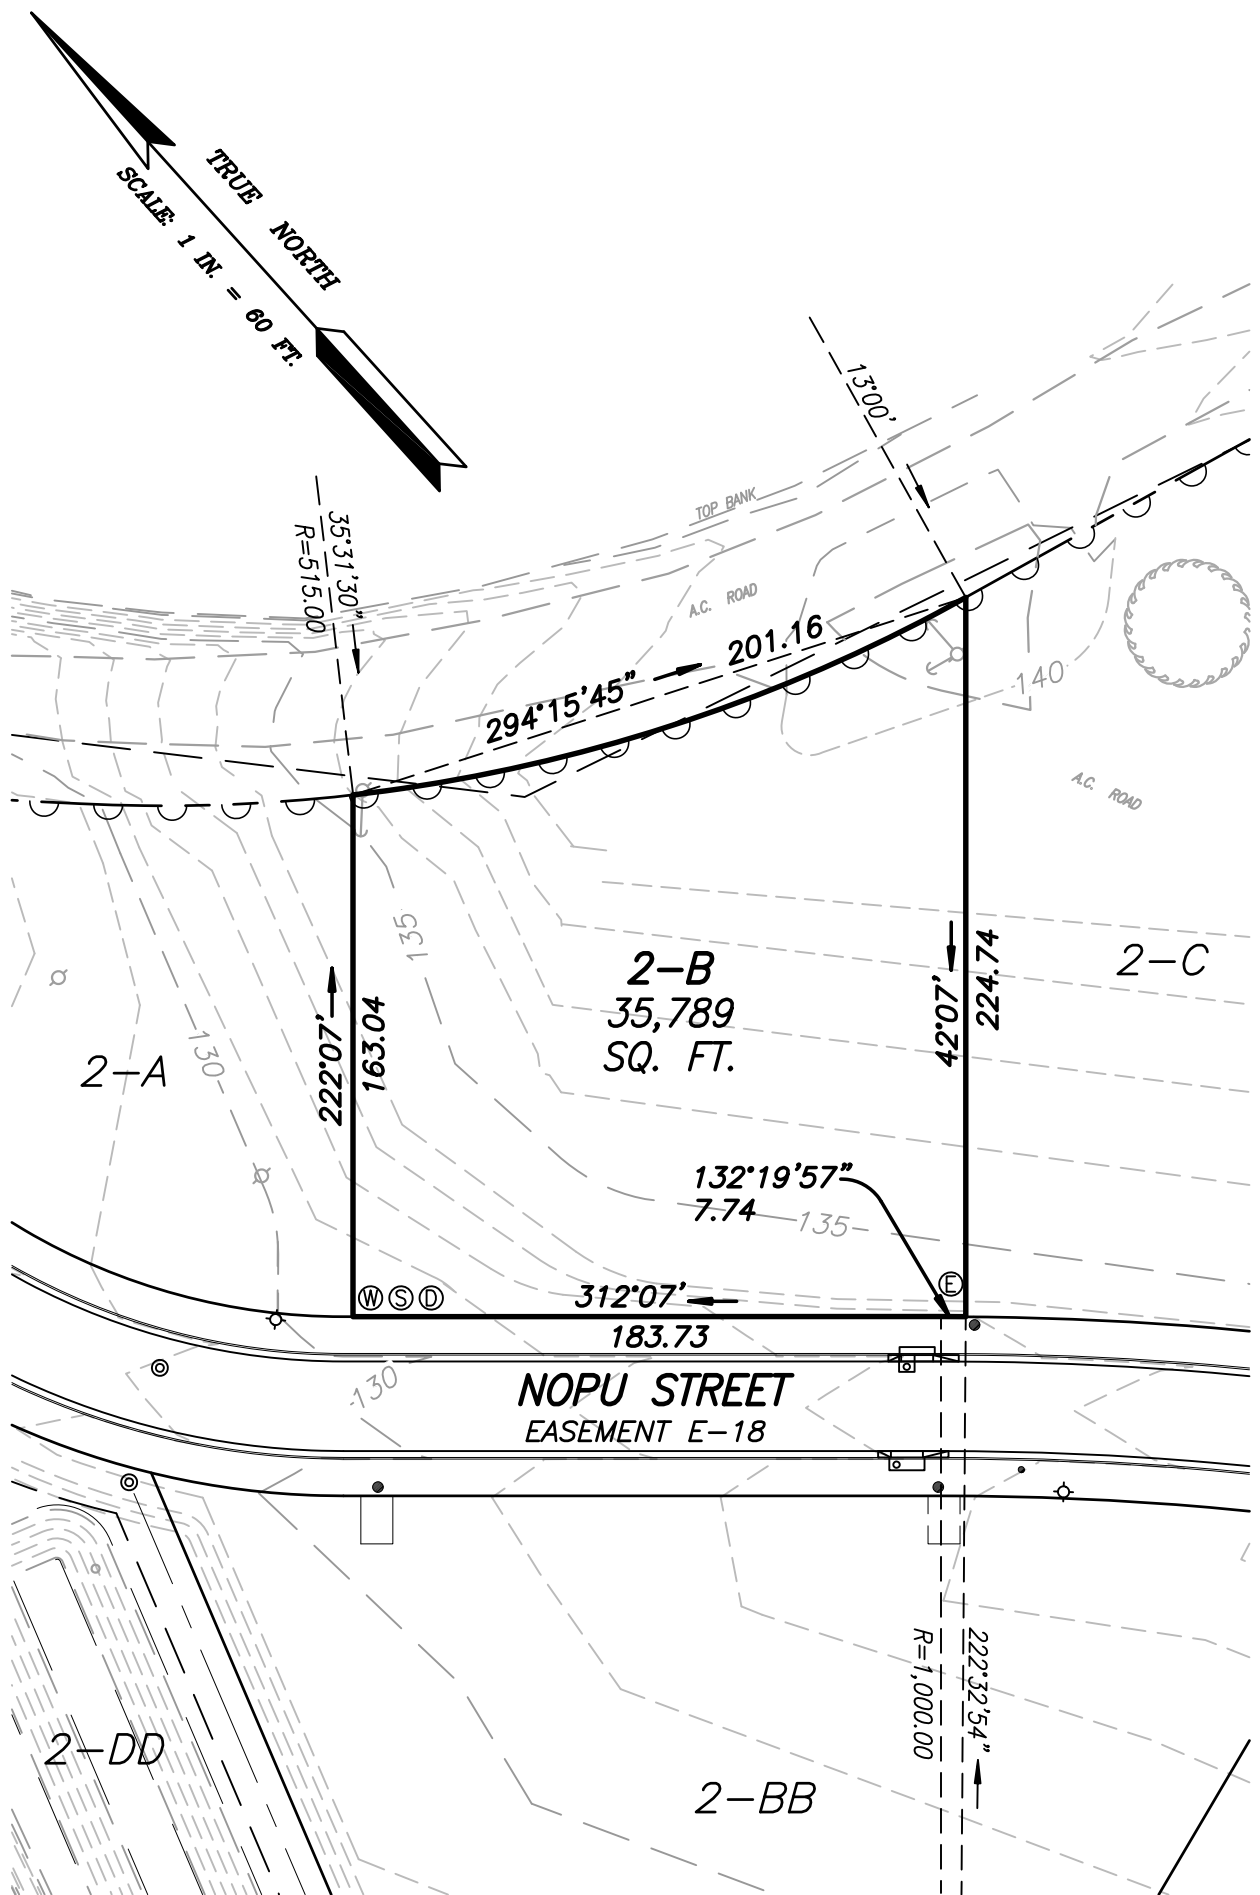 TRUE NORTH
SCALE: 1 IN. = 60 FT.
13°00'
35°31'30"
R=515.00
TOP BANK
A.C. ROAD
201.16
294°15'45"
140
A.C. ROAD
135
2-B
35,789
SQ. FT.
2-C
42°07'
224.74
222°07'
163.04
130
2-A
132°19'57"
7.74
135
W S D
E
312°07'
183.73
130
NOPU STREET
EASEMENT E-18
222°32'54"
R=1,000.00
2-DD
2-BB